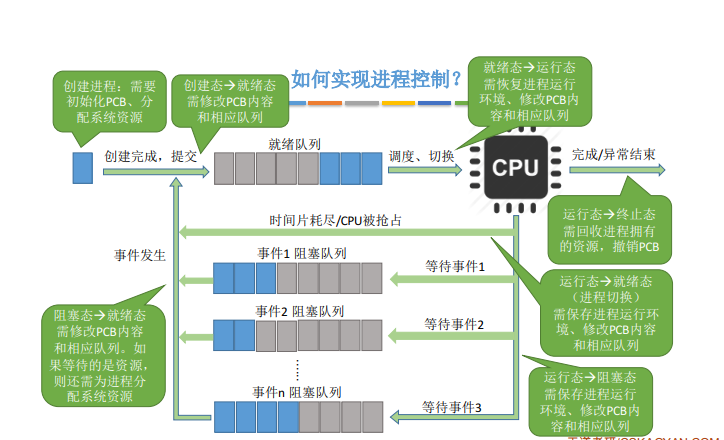 如何实现进程控制？
创建进程：需要
初始化PCB、分
配系统资源
创建态→就绪态
需修改PCB内容
和相应队列
就绪态→运行态
需恢复进程运行
环境、修改PCB内
容和相应队列
就绪队列
创建完成，提交
调度、切换
CPU
完成/异常结束
运行态→终止态
需回收进程拥有
的资源，撤销PCB
时间片耗尽/CPU被抢占
事件发生
事件1 阻塞队列
等待事件1
运行态→就绪态
（进程切换）
需保存进程运行环
境、修改PCB内容
和相应队列
阻塞态→就绪态
需修改PCB内容
和相应队列。如
果等待的是资源，
则还需为进程分
配系统资源
事件2 阻塞队列
等待事件2
……
事件n 阻塞队列
等待事件3
运行态→阻塞态
需保存进程运行
环境、修改PCB内
容和相应队列